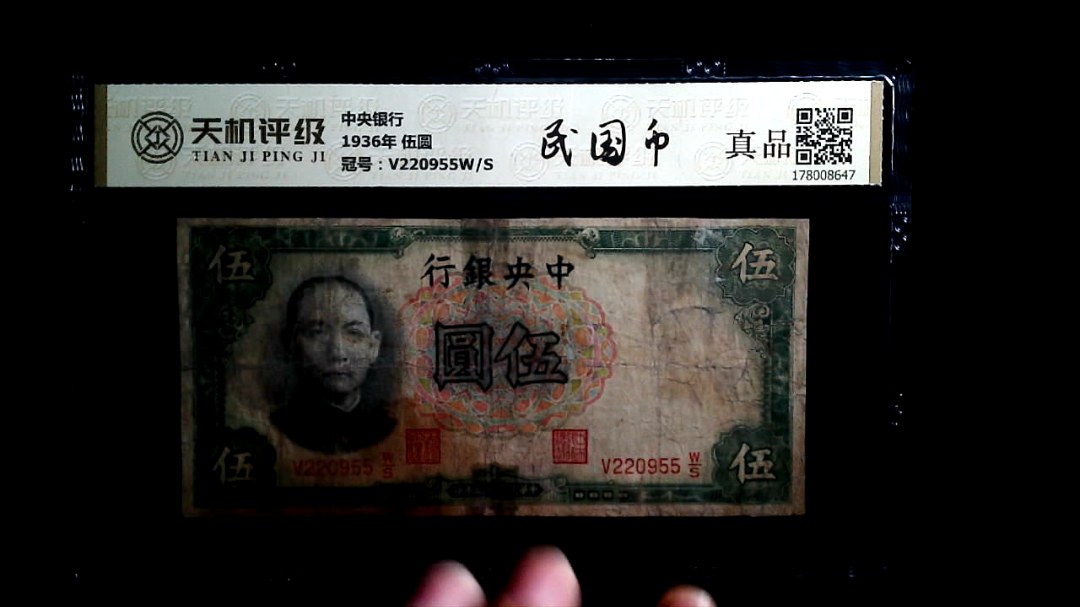 天机评级
TIAN JI PING JI
中央银行
1936年 伍圆
冠号：V220955W/S
民国币
真品
178008647
伍
行銀央中
伍
圓伍
伍
V220955 W/S
V220955 W/S
伍